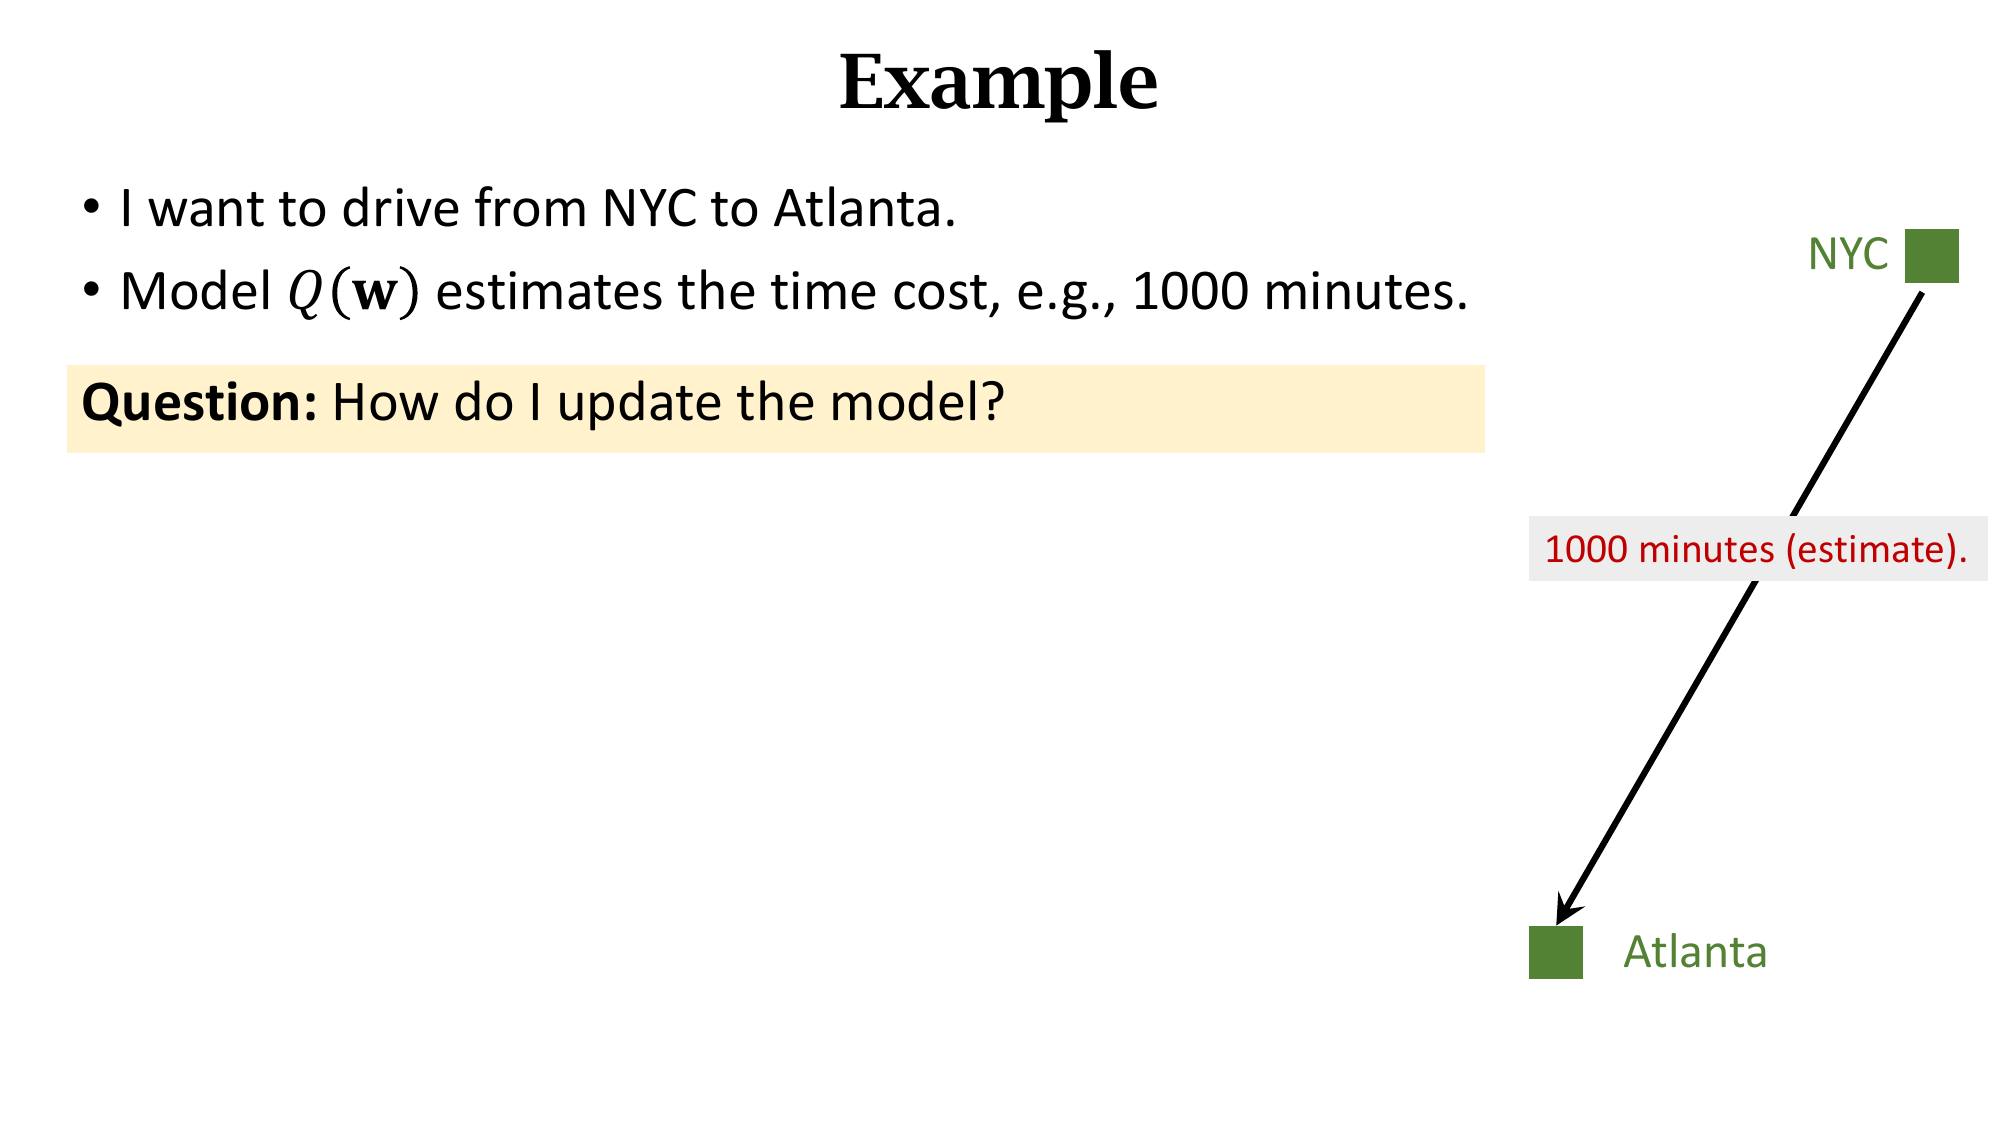 Example
• I want to drive from NYC to Atlanta.
• Model Q(w) estimates the time cost, e.g., 1000 minutes.
Question: How do I update the model?
NYC
1000 minutes (estimate).
Atlanta